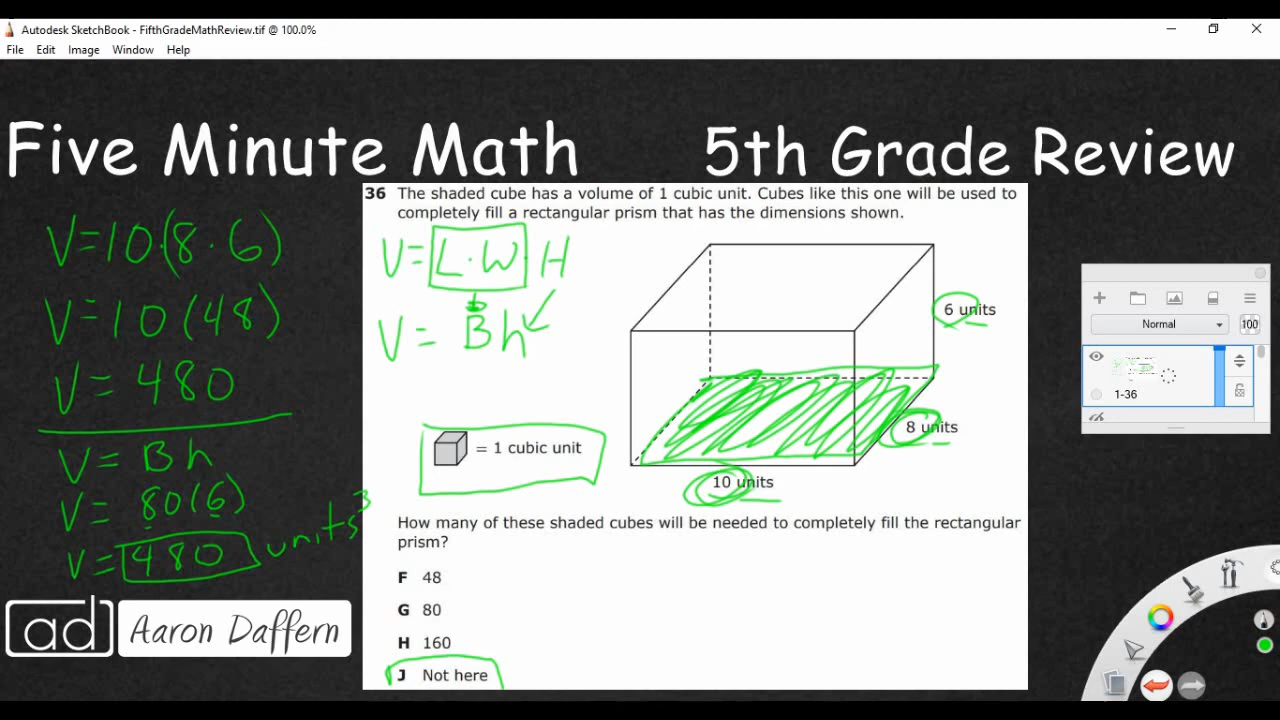 Autodesk SketchBook - FifthGradeMathReview.tif @ 100.0%
File Edit Image Window Help
Five Minute Math 5th Grade Review
V=10·(8·6)
V=10(48)
V=480
V=Bh
V=80(6)
V=480 units³
ad Aaron Daffern
36 The shaded cube has a volume of 1 cubic unit. Cubes like this one will be used to
completely fill a rectangular prism that has the dimensions shown.
V=L·W·H
V=Bh
6 units
8 units
10 units
= 1 cubic unit
How many of these shaded cubes will be needed to completely fill the rectangular
prism?
F 48
G 80
H 160
J Not here
Normal 100
1-36